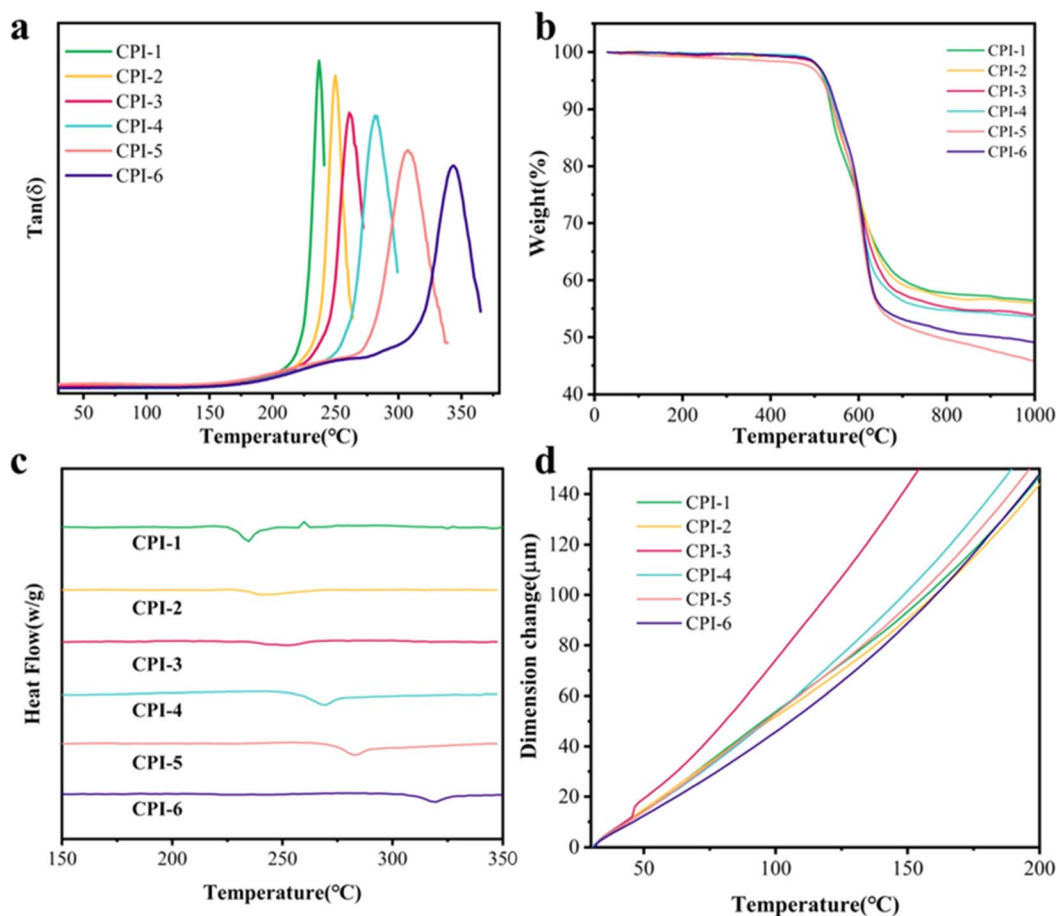 a
CPI-1
CPI-2
CPI-3
CPI-4
CPI-5
CPI-6
Tan(δ)
50 100 150 200 250 300 350
Temperature(°C)
b
100
90
80
70
60
50
40
CPI-1
CPI-2
CPI-3
CPI-4
CPI-5
CPI-6
Weight(%)
0 200 400 600 800 1000
Temperature(°C)
c
CPI-1
CPI-2
CPI-3
CPI-4
CPI-5
CPI-6
Heat Flow(w/g)
150 200 250 300 350
Temperature(°C)
d
140
120
100
80
60
40
20
0
CPI-1
CPI-2
CPI-3
CPI-4
CPI-5
CPI-6
Dimension change(μm)
50 100 150 200
Temperature(°C)